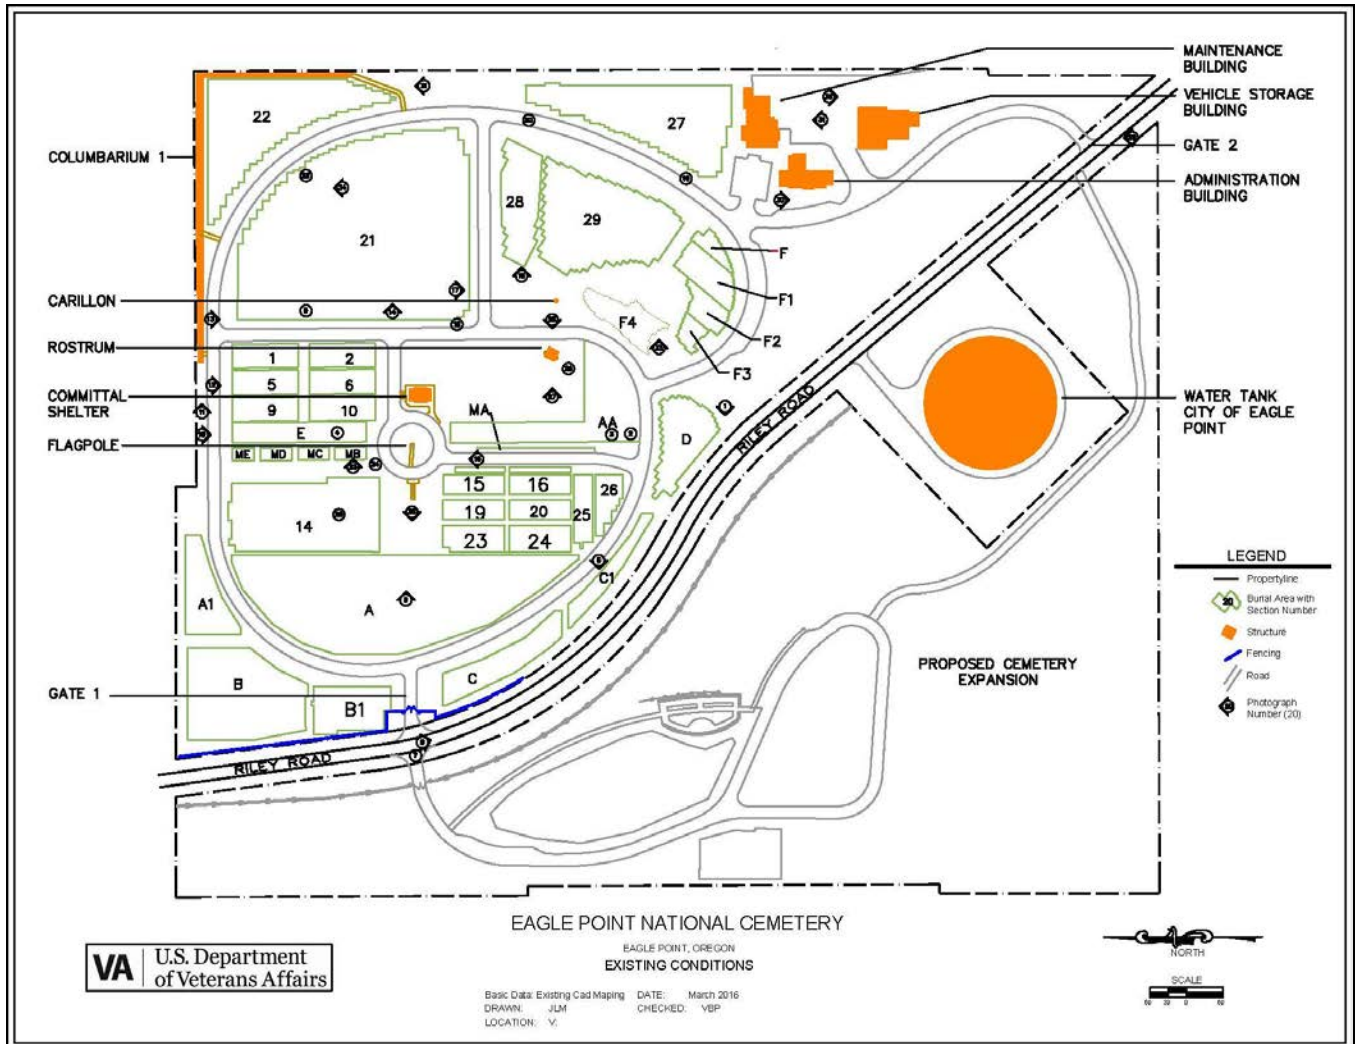 MAINTENANCE
BUILDING
VEHICLE STORAGE
BUILDING
GATE 2
ADMINISTRATION
BUILDING
COLUMBARIUM 1
22
27
28
29
21
F
F1
F2
F3
F4
CARILLON
ROSTRUM
COMMITTAL
SHELTER
FLAGPOLE
1
2
5
6
9
10
E
ME
MD
MC
MB
MA
AA
D
RILEY ROAD
WATER TANK
CITY OF EAGLE
POINT
15
16
26
14
19
20
25
23
24
C1
A1
A
B
B1
C
GATE 1
RILEY ROAD
PROPOSED CEMETERY
EXPANSION
LEGEND
Propertyline
20
Burial Area with
Section Number
Structure
Fencing
Road
Photograph
Number (20)
EAGLE POINT NATIONAL CEMETERY
EAGLE POINT, OREGON
EXISTING CONDITIONS
Basic Data: Existing Cad Maping DATE: March 2016
DRAWN: JLM CHECKED: VBP
LOCATION: V:
VA
U.S. Department
of Veterans Affairs
NORTH
SCALE